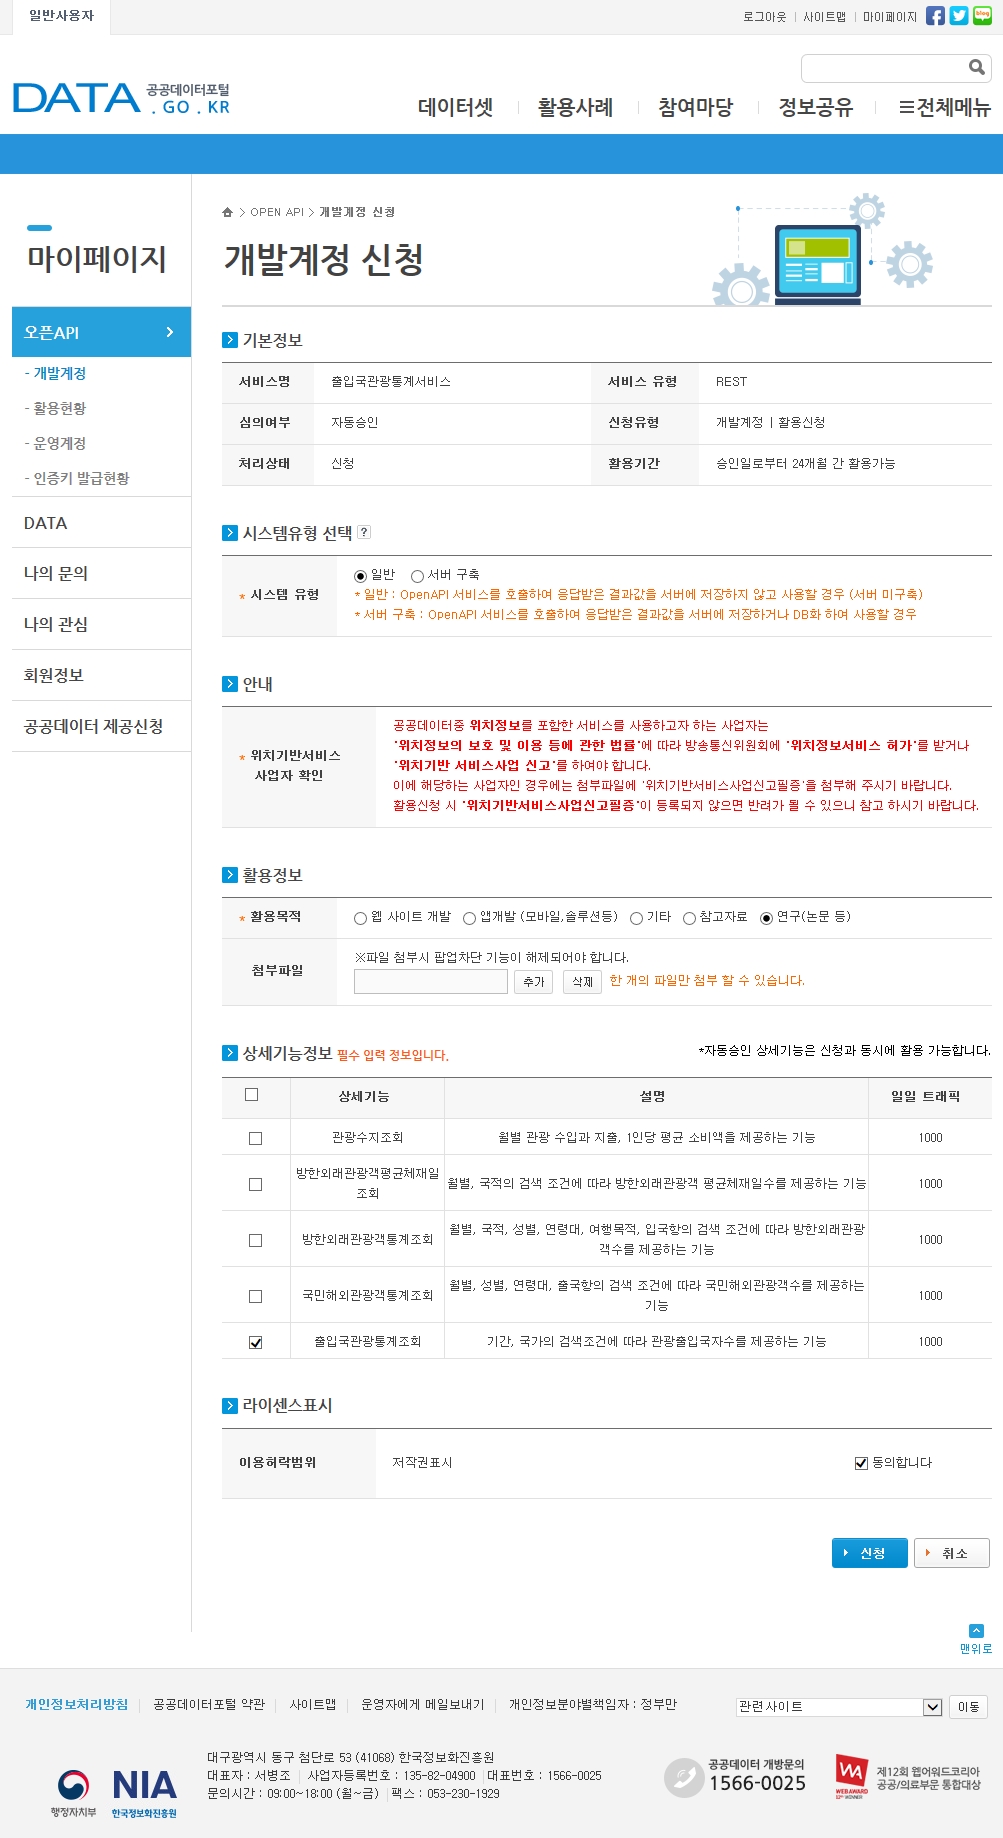 일반사용자
로그아웃 | 사이트맵 | 마이페이지
blog
DATA 공공데이터포털
. GO . KR
데이터셋 활용사례 참여마당 정보공유 전체메뉴
마이페이지
오픈API
- 개발계정
- 활용현황
- 운영계정
- 인증키 발급현황
DATA
나의 문의
나의 관심
회원정보
공공데이터 제공신청
OPEN API > 개발계정 신청
개발계정 신청
기본정보
서비스명 출입국관광통계서비스 서비스 유형 REST
심의여부 자동승인 신청유형 개발계정 | 활용신청
처리상태 신청 활용기간 승인일로부터 24개월 간 활용가능
시스템유형 선택 ?
* 시스템 유형 일반 서버 구축
* 일반 : OpenAPI 서비스를 호출하여 응답받은 결과값을 서버에 저장하지 않고 사용할 경우 (서버 미구축)
* 서버 구축 : OpenAPI 서비스를 호출하여 응답받은 결과값을 서버에 저장하거나 DB화 하여 사용할 경우
안내
* 위치기반서비스
사업자 확인
공공데이터중 위치정보를 포함한 서비스를 사용하고자 하는 사업자는
'위치정보의 보호 및 이용 등에 관한 법률'에 따라 방송통신위원회에 '위치정보서비스 허가'를 받거나
'위치기반 서비스사업 신고'를 하여야 합니다.
이에 해당하는 사업자인 경우에는 첨부파일에 '위치기반서비스사업신고필증'을 첨부해 주시기 바랍니다.
활용신청 시 '위치기반서비스사업신고필증'이 등록되지 않으면 반려가 될 수 있으니 참고 하시기 바랍니다.
활용정보
* 활용목적 웹 사이트 개발 앱개발 (모바일,솔루션등) 기타 참고자료 연구(논문 등)
첨부파일
※파일 첨부시 팝업차단 기능이 해제되어야 합니다.
추가 삭제 한 개의 파일만 첨부 할 수 있습니다.
상세기능정보 필수 입력 정보입니다.
*자동승인 상세기능은 신청과 동시에 활용 가능합니다.
상세기능 설명 일일 트래픽
관광수지조회 월별 관광 수입과 지출, 1인당 평균 소비액을 제공하는 기능 1000
방한외래관광객평균체재일
조회
월별, 국적의 검색 조건에 따라 방한외래관광객 평균체재일수를 제공하는 기능 1000
방한외래관광객통계조회
월별, 국적, 성별, 연령대, 여행목적, 입국항의 검색 조건에 따라 방한외래관광
객수를 제공하는 기능
1000
국민해외관광객통계조회
월별, 성별, 연령대, 출국항의 검색 조건에 따라 국민해외관광객수를 제공하는
기능
1000
출입국관광통계조회 기간, 국가의 검색조건에 따라 관광출입국자수를 제공하는 기능 1000
라이센스표시
이용허락범위 저작권표시 동의합니다
신청 취소
맨위로
개인정보처리방침 공공데이터포털 약관 사이트맵 운영자에게 메일보내기 개인정보분야별책임자 : 정부만
관련사이트 이동
행정자치부
NIA
한국정보화진흥원
대구광역시 동구 첨단로 53 (41068) 한국정보화진흥원
대표자 : 서병조 | 사업자등록번호 : 135-82-04900 | 대표번호 : 1566-0025
문의시간 : 09:00~18:00 (월~금) | 팩스 : 053-230-1929
공공데이터 개방문의
1566-0025
WA
WEB AWARD
12th WINNER
제12회 웹어워드코리아
공공/의료부문 통합대상